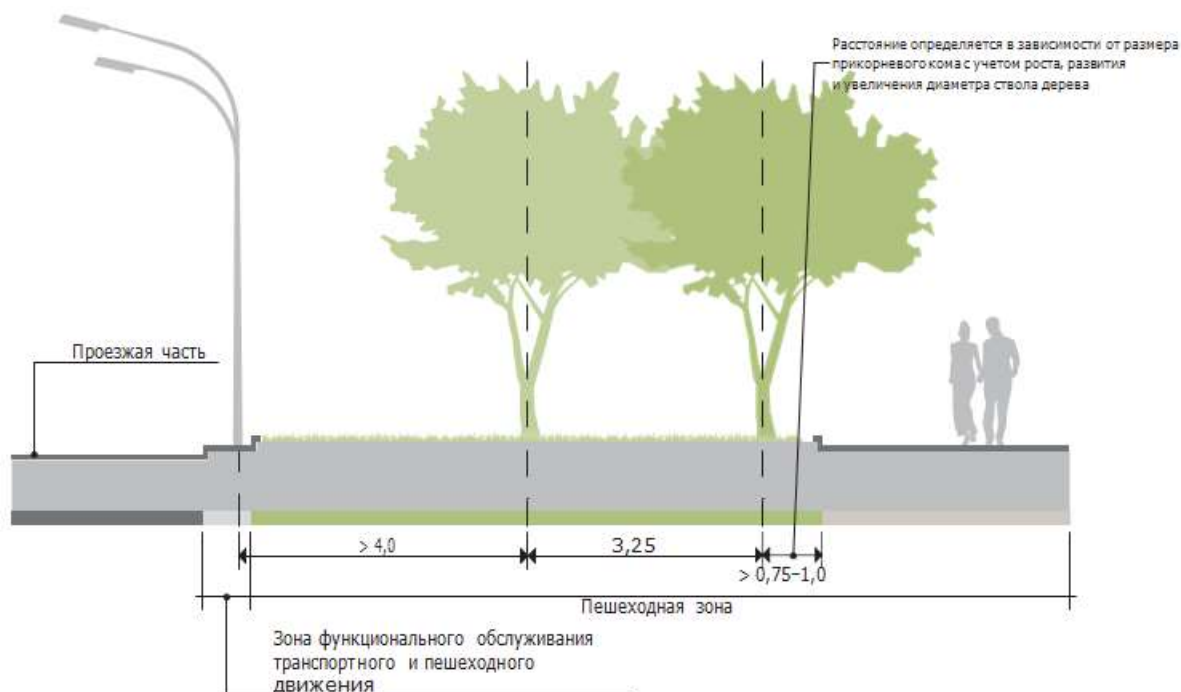 Расстояние определяется в зависимости от размера
прикорневого кома с учетом роста, развития
и увеличения диаметра ствола дерева
Проезжая часть
> 4,0
3,25
> 0,75–1,0
Пешеходная зона
Зона функционального обслуживания
транспортного и пешеходного
движения